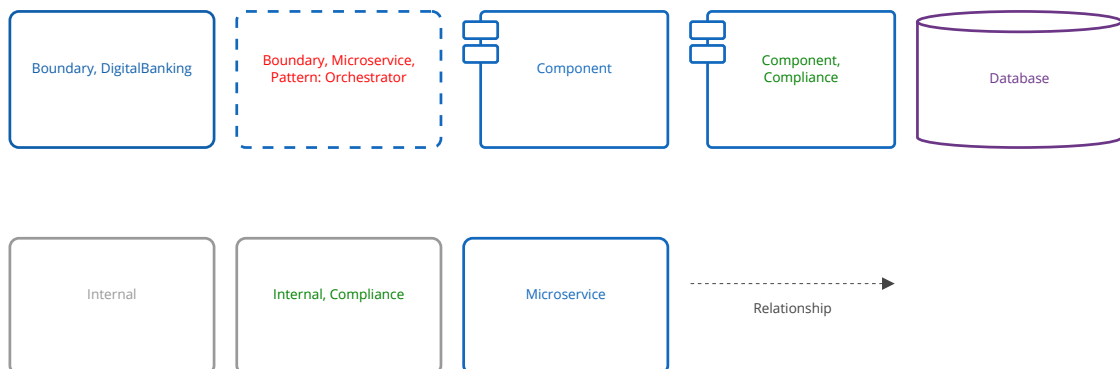 Boundary, DigitalBanking
Boundary, Microservice,
Pattern: Orchestrator
Component
Component,
Compliance
Database
Internal
Internal, Compliance
Microservice
Relationship